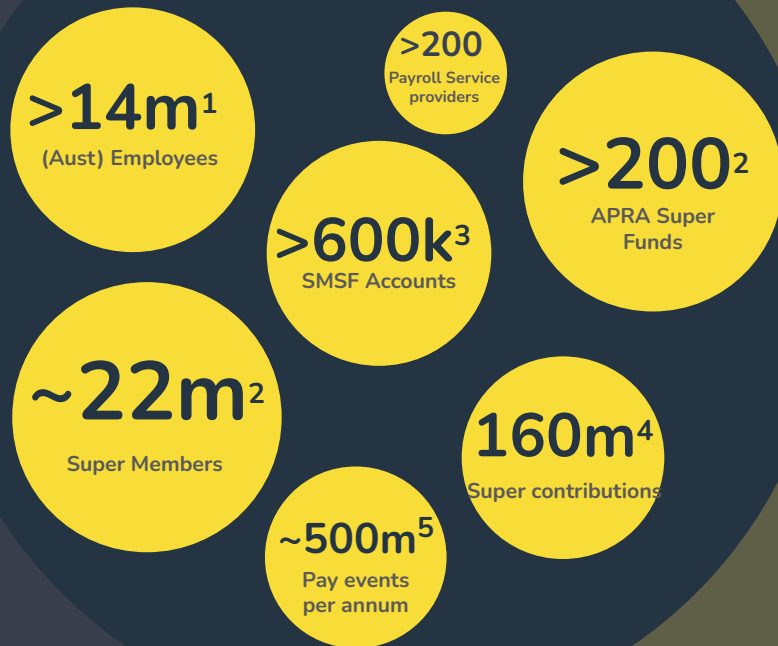 >14m¹
(Aust) Employees
>200
Payroll Service
providers
>200²
APRA Super
Funds
>600k³
SMSF Accounts
~22m²
Super Members
160m⁴
Super contributions
~500m⁵
Pay events
per annum